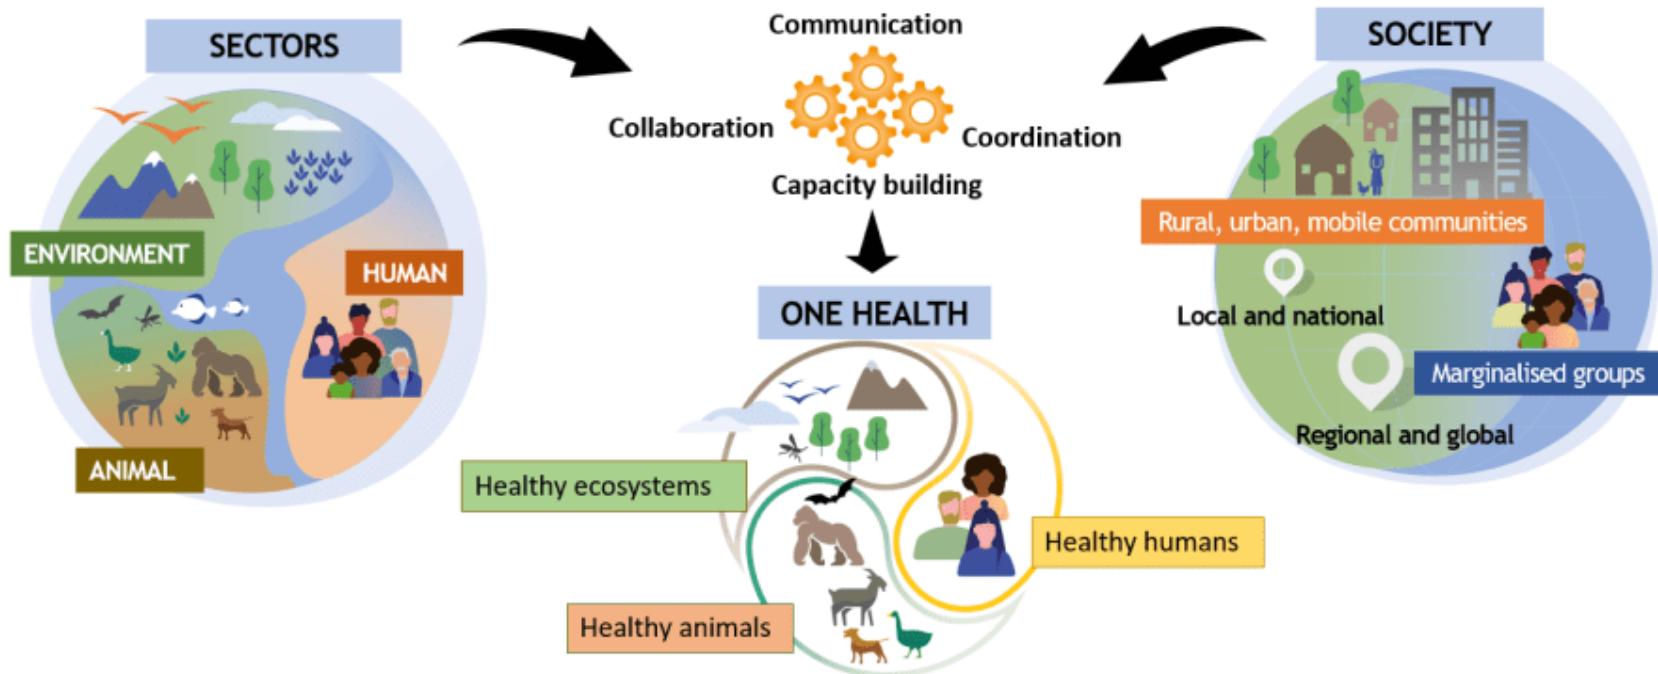 SECTORS
ENVIRONMENT
HUMAN
ANIMAL
Communication
Collaboration
Coordination
Capacity building
ONE HEALTH
Healthy ecosystems
Healthy humans
Healthy animals
SOCIETY
Rural, urban, mobile communities
Local and national
Marginalised groups
Regional and global